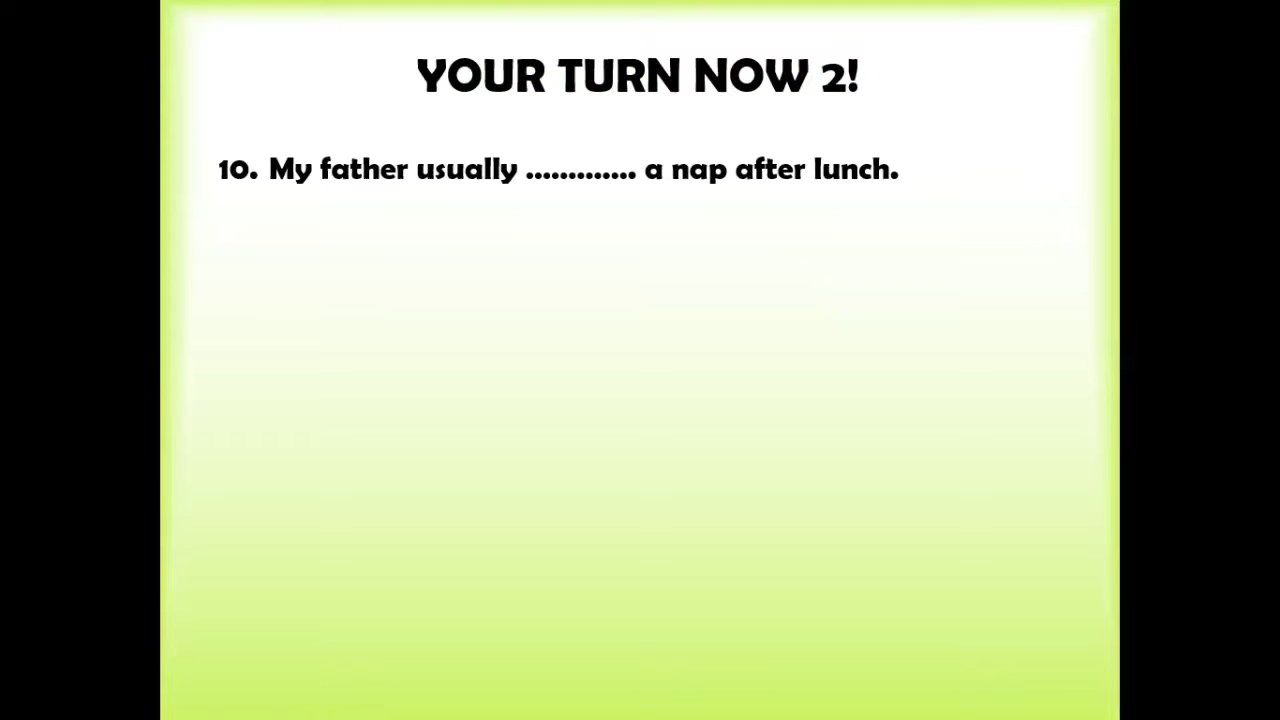 YOUR TURN NOW 2!
10. My father usually ............. a nap after lunch.